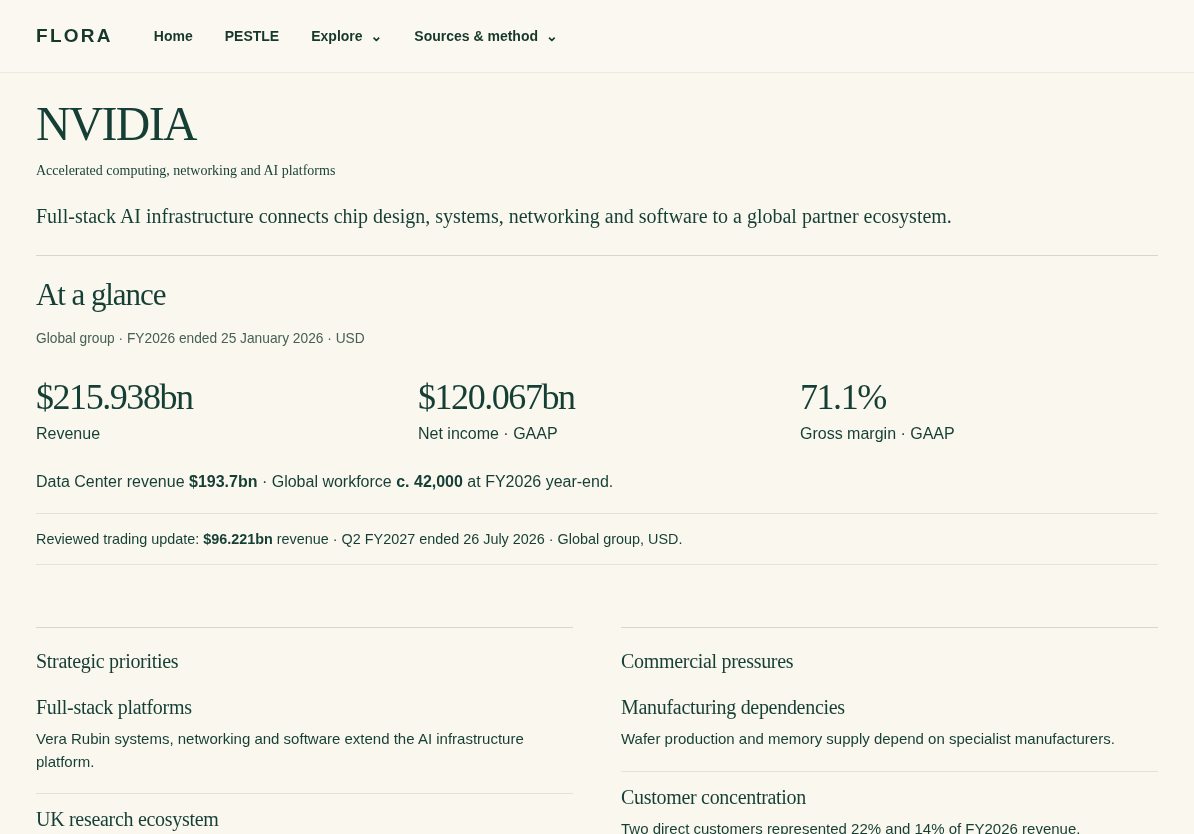 FLORA
Home
PESTLE
Explore
Sources & method
NVIDIA
Accelerated computing, networking and AI platforms
Full-stack AI infrastructure connects chip design, systems, networking and software to a global partner ecosystem.
At a glance
Global group · FY2026 ended 25 January 2026 · USD
$215.938bn
Revenue
$120.067bn
Net income · GAAP
71.1%
Gross margin · GAAP
Data Center revenue $193.7bn · Global workforce c. 42,000 at FY2026 year-end.
Reviewed trading update: $96.221bn revenue · Q2 FY2027 ended 26 July 2026 · Global group, USD.
Strategic priorities
Full-stack platforms
Vera Rubin systems, networking and software extend the AI infrastructure
platform.
UK research ecosystem
Commercial pressures
Manufacturing dependencies
Wafer production and memory supply depend on specialist manufacturers.
Customer concentration
Two direct customers represented 22% and 14% of FY2026 revenue.